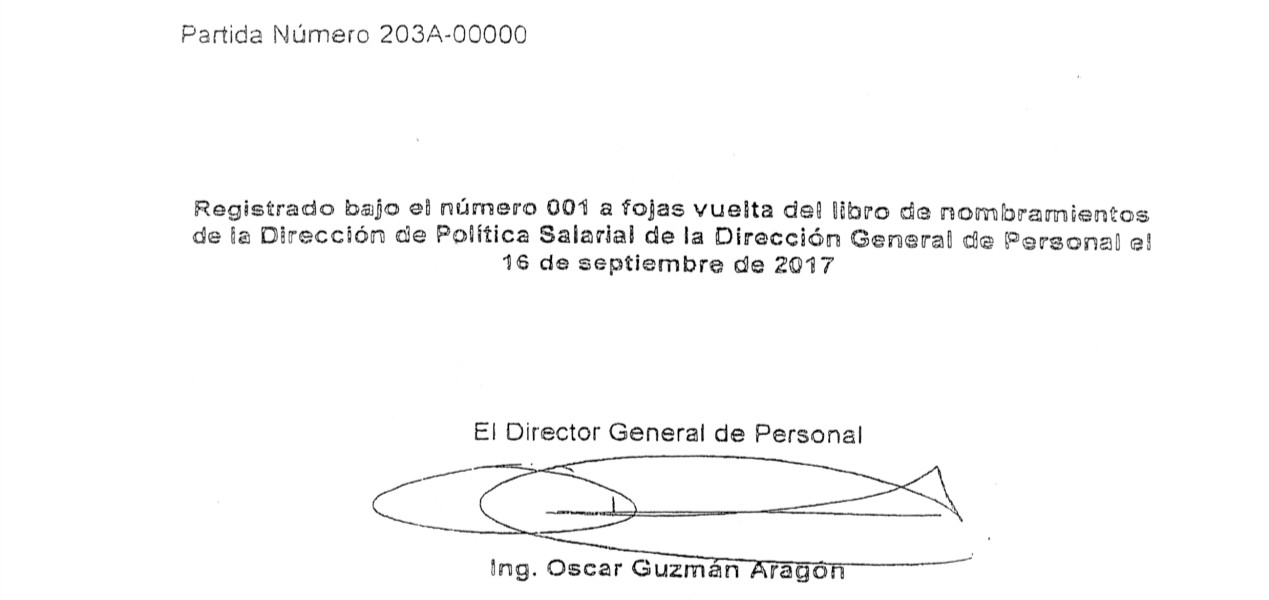 Partida Número 203A-00000
Registrado bajo el número 001 a fojas vuelta del libro de nombramientos
de la Dirección de Política Salarial de la Dirección General de Personal el
16 de septiembre de 2017
El Director General de Personal
Ing. Oscar Guzmán Aragón